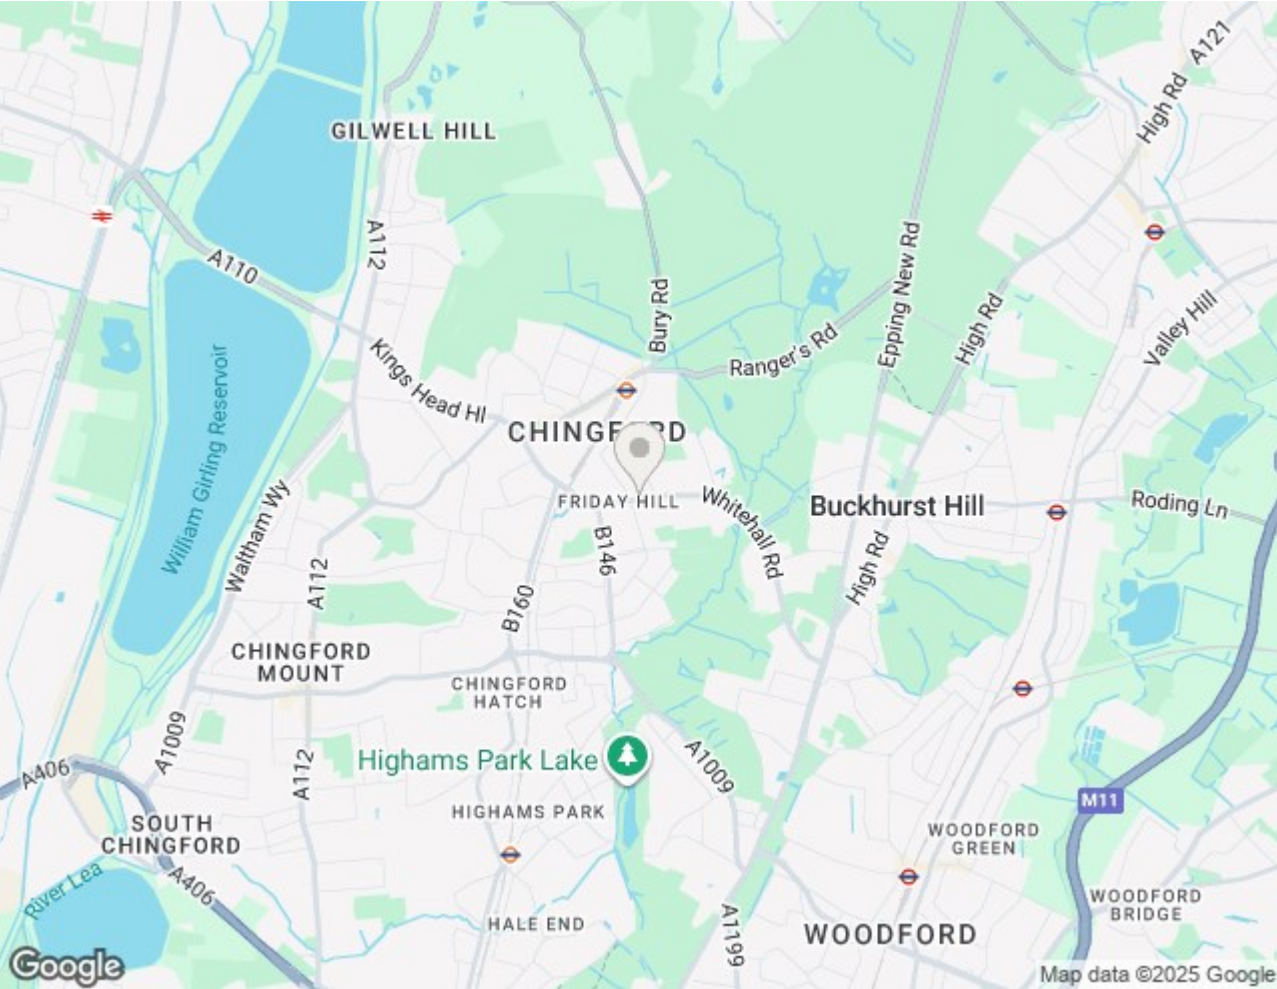 A121
High Rd
GILWELL HILL
A112
A110
Epping New Rd
Bury Rd
High Rd
Valley Hill
Ranger's Rd
Kings Head Hl
William Girling Reservoir
CHINGF RD
FRIDAY HILL
Whitehall Rd
Buckhurst Hill
Roding Ln
Waltham Wy
A112
B146
High Rd
B160
CHINGFORD
MOUNT
CHINGFORD
HATCH
A1009
A112
Highams Park Lake
A1009
A406
M11
HIGHAMS PARK
SOUTH
CHINGFORD
WOODFORD
GREEN
River Lea
A406
WOODFORD
BRIDGE
HALE END
A1199
WOODFORD
Google
Map data ©2025 Google